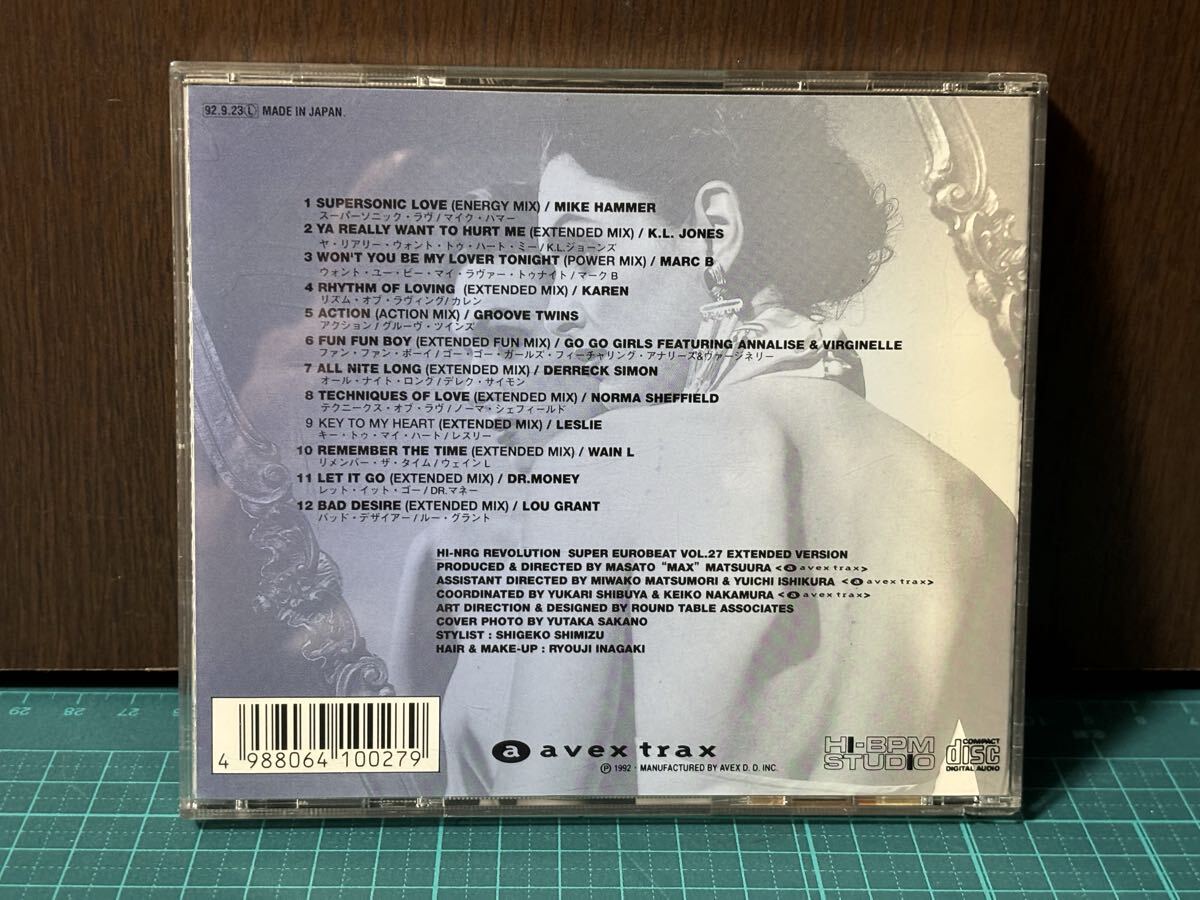 92.9.23 Ⓛ MADE IN JAPAN.
1 SUPERSONIC LOVE (ENERGY MIX) / MIKE HAMMER
スーパーソニック・ラヴ/マイク・ハマー
2 YA REALLY WANT TO HURT ME (EXTENDED MIX) / K.L. JONES
ヤ・リアリー・ウォント・トゥ・ハート・ミー/K.L.ジョーンズ
3 WON'T YOU BE MY LOVER TONIGHT (POWER MIX) / MARC B
ウォント・ユー・ビー・マイ・ラヴァー・トゥナイト/マーク B
4 RHYTHM OF LOVING (EXTENDED MIX) / KAREN
リズム・オブ・ラヴィング/カレン
5 ACTION (ACTION MIX) / GROOVE TWINS
アクション/グルーヴ・ツインズ
6 FUN FUN BOY (EXTENDED FUN MIX) / GO GO GIRLS FEATURING ANNALISE & VIRGINELLE
ファン・ファン・ボーイ/ゴー・ゴー・ガールズ・フィーチャリング・アナリーズ&ヴァージネリー
7 ALL NITE LONG (EXTENDED MIX) / DERRECK SIMON
オール・ナイト・ロング/デレク・サイモン
8 TECHNIQUES OF LOVE (EXTENDED MIX) / NORMA SHEFFIELD
テクニークス・オブ・ラヴ/ノーマ・シェフィールド
9 KEY TO MY HEART (EXTENDED MIX) / LESLIE
キー・トゥ・マイ・ハート/レスリー
10 REMEMBER THE TIME (EXTENDED MIX) / WAIN L
リメンバー・ザ・タイム/ウェイン L
11 LET IT GO (EXTENDED MIX) / DR.MONEY
レット・イット・ゴー/DR.マネー
12 BAD DESIRE (EXTENDED MIX) / LOU GRANT
バッド・デザイアー/ルー・グラント
HI-NRG REVOLUTION SUPER EUROBEAT VOL.27 EXTENDED VERSION
PRODUCED & DIRECTED BY MASATO "MAX" MATSUURA <a avex trax>
ASSISTANT DIRECTED BY MIWAKO MATSUMORI & YUICHI ISHIKURA <a avex trax>
COORDINATED BY YUKARI SHIBUYA & KEIKO NAKAMURA <a avex trax>
ART DIRECTION & DESIGNED BY ROUND TABLE ASSOCIATES
COVER PHOTO BY YUTAKA SAKANO
STYLIST : SHIGEKO SHIMIZU
HAIR & MAKE-UP : RYOUJI INAGAKI
4 988064 100279
a avex trax
Ⓟ 1992 · MANUFACTURED BY AVEX D. D. INC.
HI-BPM STUDIO
COMPACT disc DIGITAL AUDIO
29 28 27